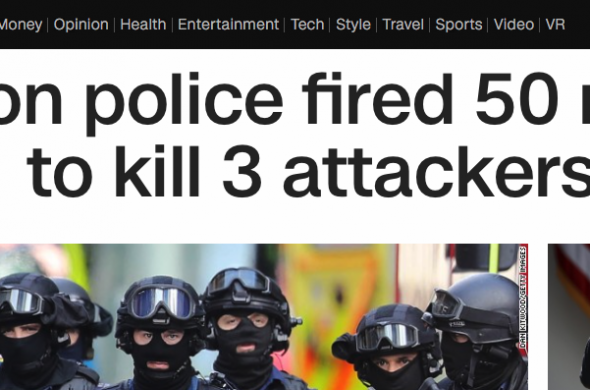 Money | Opinion | Health | Entertainment | Tech | Style | Travel | Sports | Video | VR
on police fired 50
to kill 3 attackers
DAN KITWOOD/GETTY IMAGES